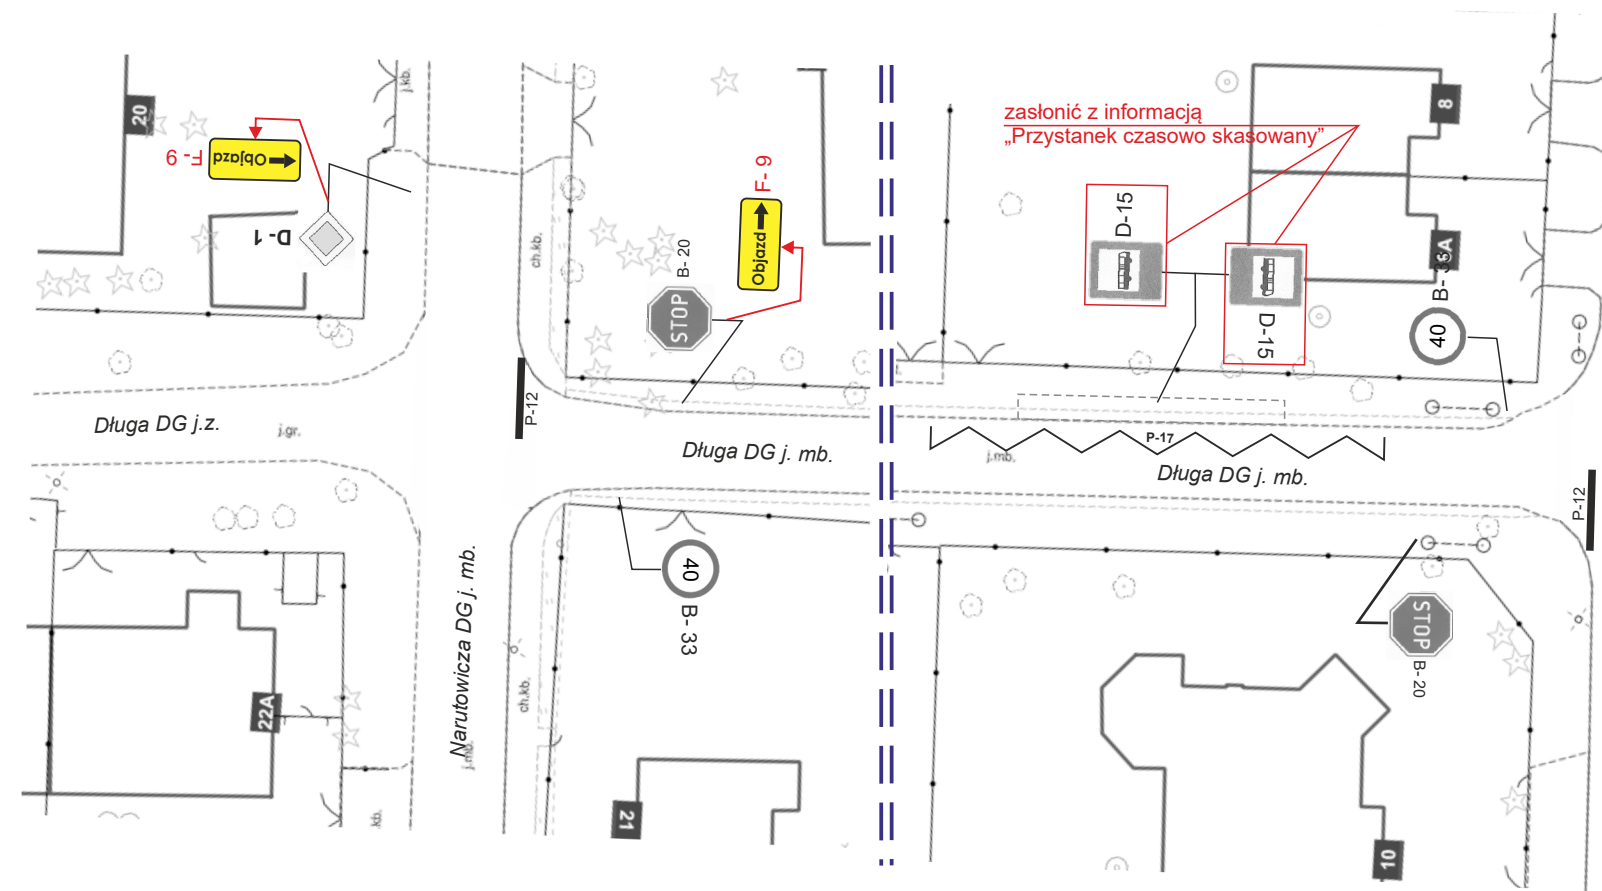 20
j.kb.
F- 9
Objazd
D- 1
ch.kb.
B- 20
STOP
F- 9
Objazd
zasłonić z informacją
„Przystanek czasowo skasowany”
D-15
D-15
8
B- 33
A
40
P-12
Długa DG j.z.
j.gr.
Długa DG j. mb.
P-17
j.mb.
Długa DG j. mb.
P-12
40
B- 33
STOP
B- 20
Narutowicza DG j. mb.
j.mb.
ch.kb.
22A
.kb.
21
10